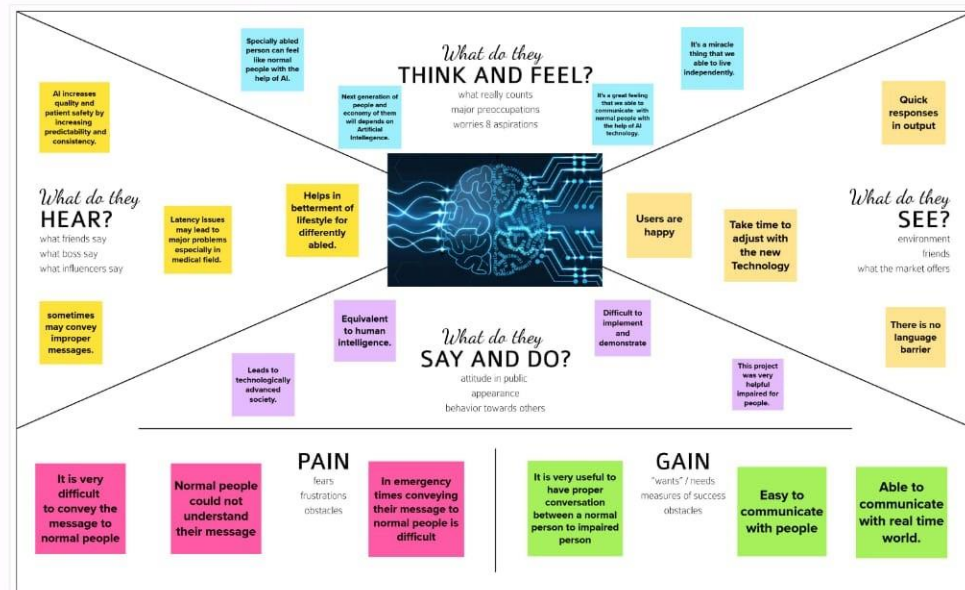 What do they
THINK AND FEEL?
what really counts
major preoccupations
worries & aspirations
Specially abled
person can feel
like normal
people with the
help of AI.
Next generation of
people and
economy of them
will depends on
Artificial
Intellegence.
It's a great feeling
that we able to
communicate with
normal people with
the help of AI
technology.
It's a miracle
thing that we
able to live
independently.
What do they
HEAR?
what friends say
what boss say
what influencers say
AI increases
quality and
patient safety by
increasing
predictability and
consistency.
Latency issues
may lead to
major problems
especially in
medical field.
Helps in
betterment of
lifestyle for
differently
abled.
sometimes
may convey
improper
messages.
What do they
SEE?
environment
friends
what the market offers
Quick
responses
in output
Users are
happy
Take time to
adjust with
the new
Technology
There is no
language
barrier
What do they
SAY AND DO?
attitude in public
appearance
behavior towards others
Equivalent
to human
intelligence.
Leads to
technologically
advanced
society.
Difficult to
implement
and
demonstrate
This project
was very
helpful
impaired for
people.
PAIN
fears
frustrations
obstacles
It is very
difficult
to convey the
message to
normal people
Normal people
could not
understand
their message
In emergency
times conveying
their message to
normal people is
difficult
GAIN
"wants" / needs
measures of success
obstacles
It is very useful to
have proper
conversation
between a normal
person to impaired
person
Easy to
communicate
with people
Able to
communicate
with real time
world.